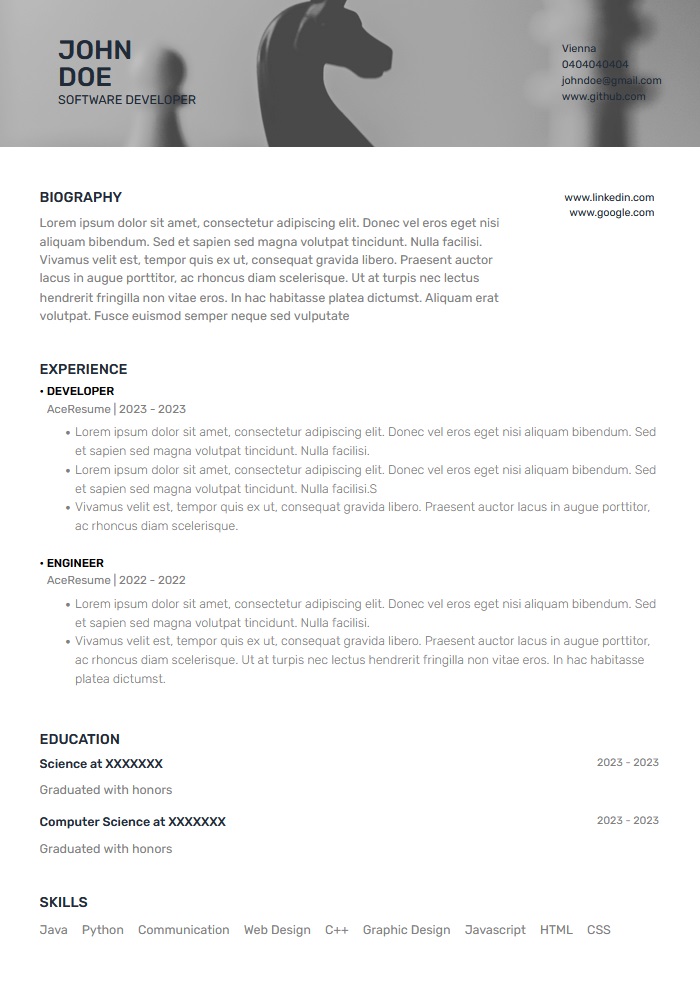 JOHN
DOE
SOFTWARE DEVELOPER
Vienna
0404040404
johndoe@gmail.com
www.github.com
www.linkedin.com
www.google.com
BIOGRAPHY
Lorem ipsum dolor sit amet, consectetur adipiscing elit. Donec vel eros eget nisi
aliquam bibendum. Sed et sapien sed magna volutpat tincidunt. Nulla facilisi.
Vivamus velit est, tempor quis ex ut, consequat gravida libero. Praesent auctor
lacus in augue porttitor, ac rhoncus diam scelerisque. Ut at turpis nec lectus
hendrerit fringilla non vitae eros. In hac habitasse platea dictumst. Aliquam erat
volutpat. Fusce euismod semper neque sed vulputate
EXPERIENCE
• DEVELOPER
AceResume | 2023 - 2023
• Lorem ipsum dolor sit amet, consectetur adipiscing elit. Donec vel eros eget nisi aliquam bibendum. Sed
et sapien sed magna volutpat tincidunt. Nulla facilisi.
• Lorem ipsum dolor sit amet, consectetur adipiscing elit. Donec vel eros eget nisi aliquam bibendum. Sed
et sapien sed magna volutpat tincidunt. Nulla facilisi.S
• Vivamus velit est, tempor quis ex ut, consequat gravida libero. Praesent auctor lacus in augue porttitor,
ac rhoncus diam scelerisque.
• ENGINEER
AceResume | 2022 - 2022
• Lorem ipsum dolor sit amet, consectetur adipiscing elit. Donec vel eros eget nisi aliquam bibendum. Sed
et sapien sed magna volutpat tincidunt. Nulla facilisi.
• Vivamus velit est, tempor quis ex ut, consequat gravida libero. Praesent auctor lacus in augue porttitor,
ac rhoncus diam scelerisque. Ut at turpis nec lectus hendrerit fringilla non vitae eros. In hac habitasse
platea dictumst.
EDUCATION
Science at XXXXXXX 2023 - 2023
Graduated with honors
Computer Science at XXXXXXX 2023 - 2023
Graduated with honors
SKILLS
Java Python Communication Web Design C++ Graphic Design Javascript HTML CSS